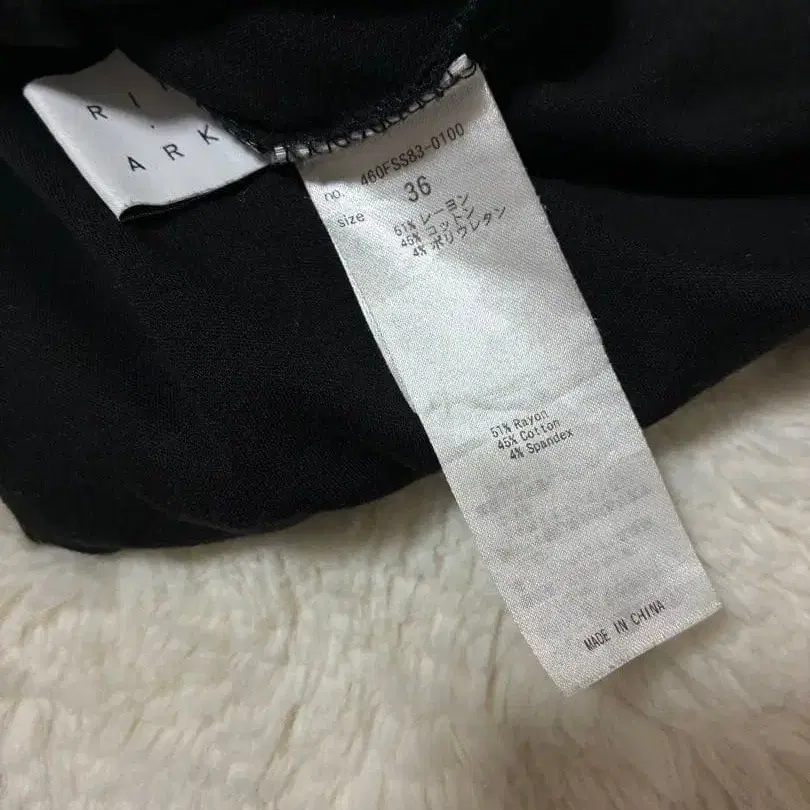 RI
ARK
no. 460FSS83-0100
size 36
51% レーヨン
45% コットン
4% ポリウレタン
51% Rayon
45% Cotton
4% Spandex
MADE IN CHINA